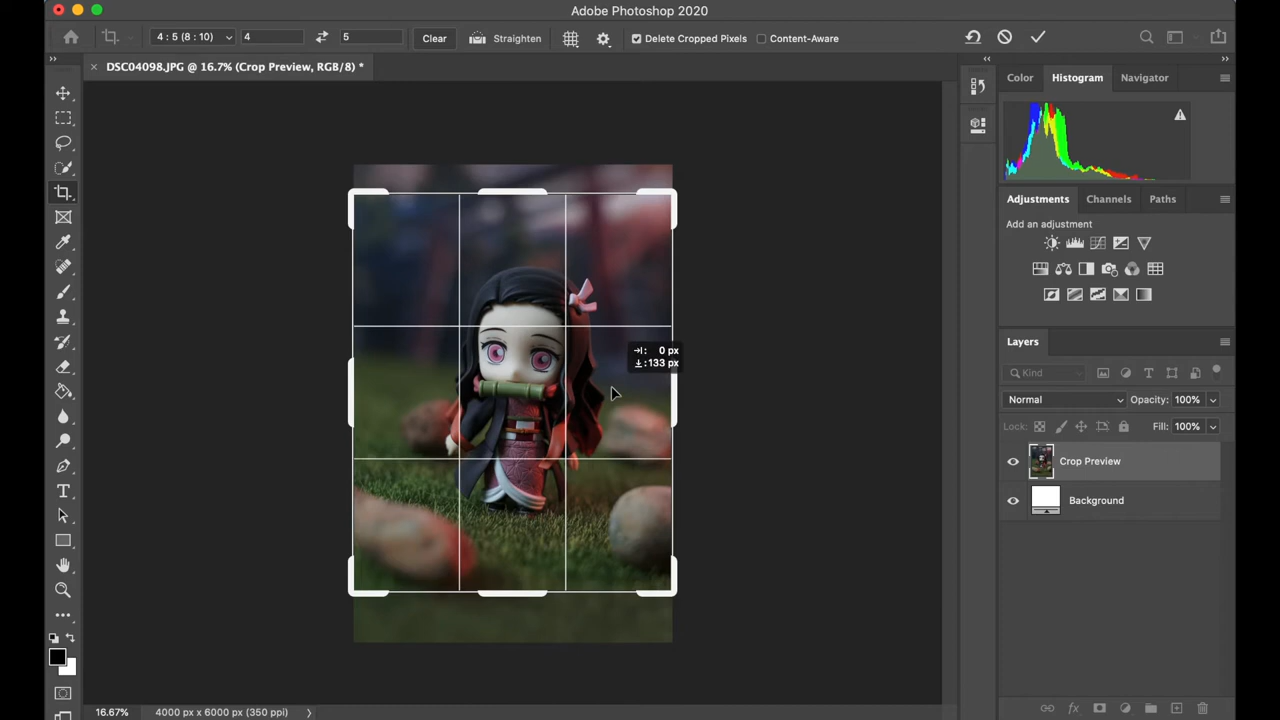 Adobe Photoshop 2020
4 : 5 (8 : 10) 4 5 Clear Straighten Delete Cropped Pixels Content-Aware
DSC04098.JPG @ 16.7% (Crop Preview, RGB/8) *
Color Histogram Navigator
Adjustments Channels Paths
Add an adjustment
Layers
Kind
Normal Opacity: 100%
Lock: Fill: 100%
Crop Preview
Background
0 px
133 px
16.67% 4000 px x 6000 px (350 ppi)